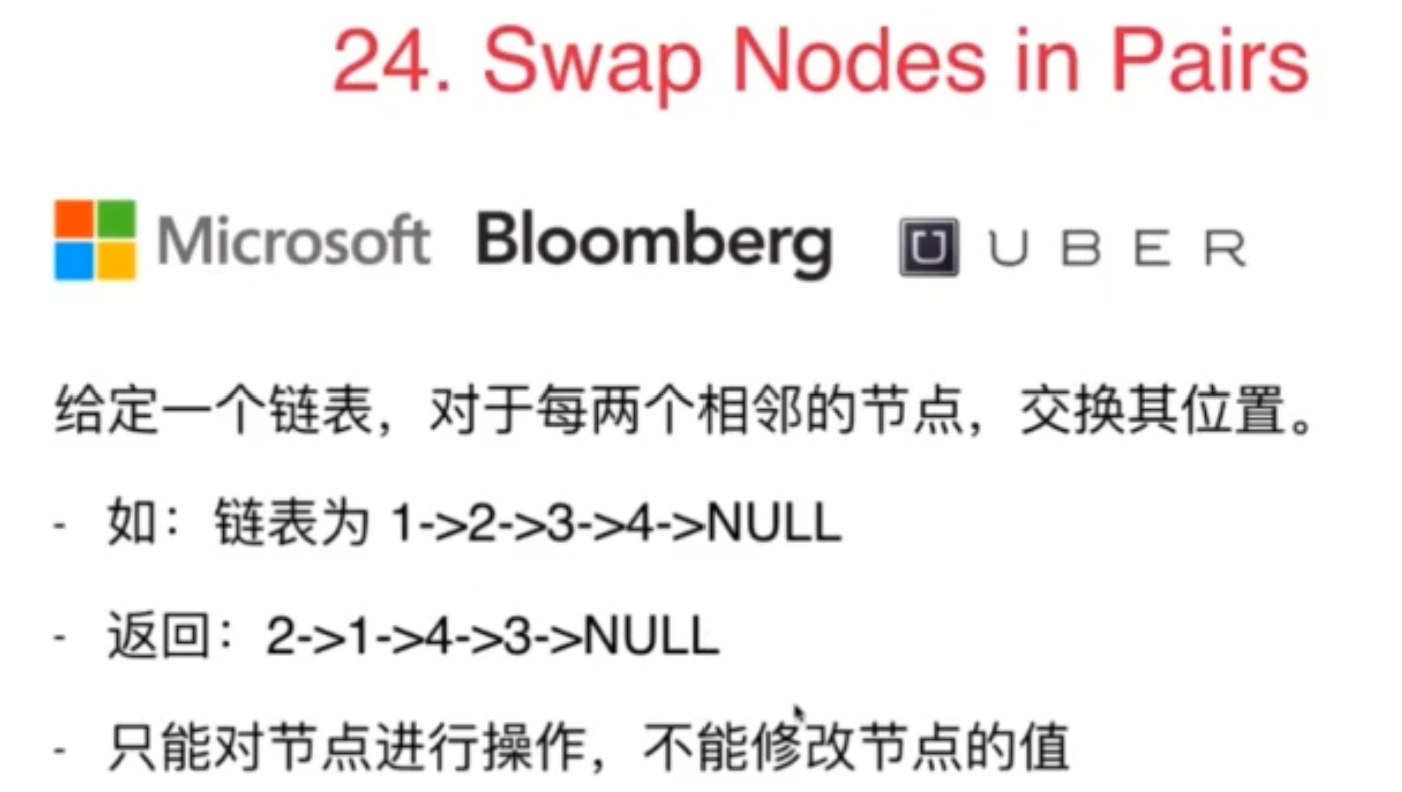 24. Swap Nodes in Pairs
Microsoft Bloomberg UBER
给定一个链表，对于每两个相邻的节点，交换其位置。
- 如：链表为 1->2->3->4->NULL
- 返回：2->1->4->3->NULL
- 只能对节点进行操作，不能修改节点的值